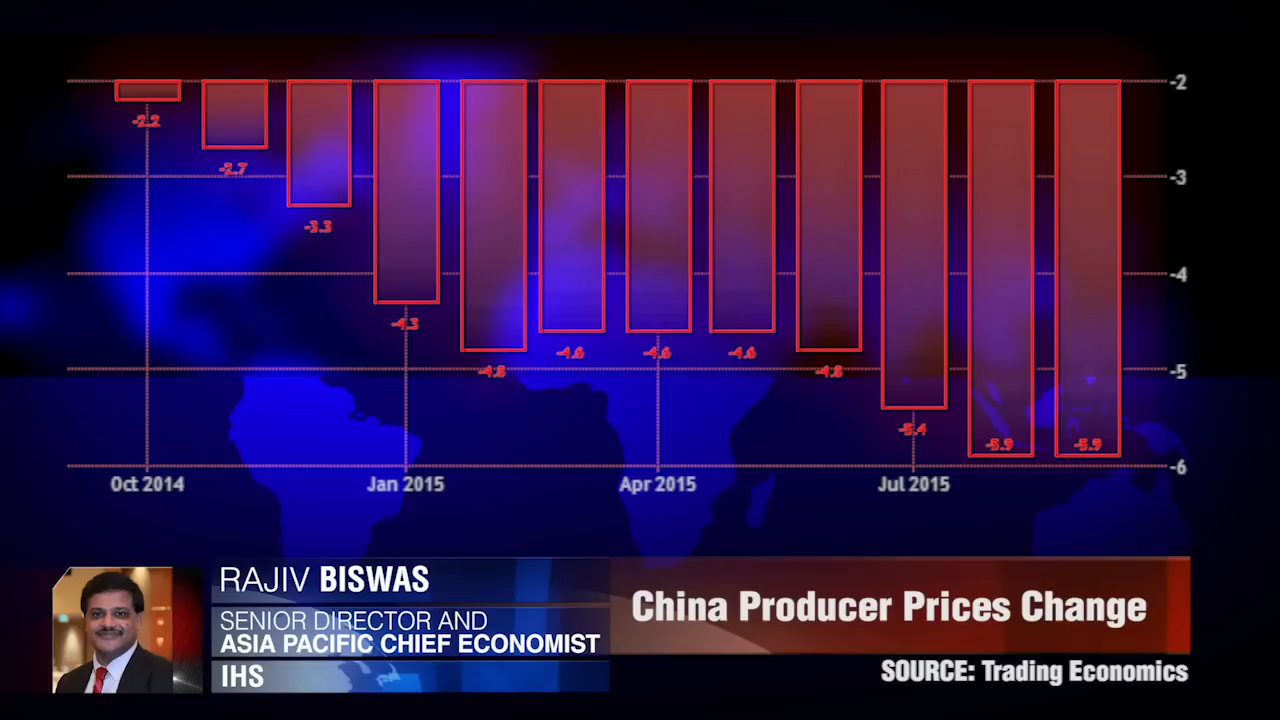 -2
-2.2
-2.7
-3
-3.3
-4
-4.3
-4.6
-4.6
-4.6
-4.8
-4.8
-5
-5.4
-5.9
-5.9
-6
Oct 2014 Jan 2015 Apr 2015 Jul 2015
RAJIV BISWAS
SENIOR DIRECTOR AND
ASIA PACIFIC CHIEF ECONOMIST
IHS
China Producer Prices Change
SOURCE: Trading Economics